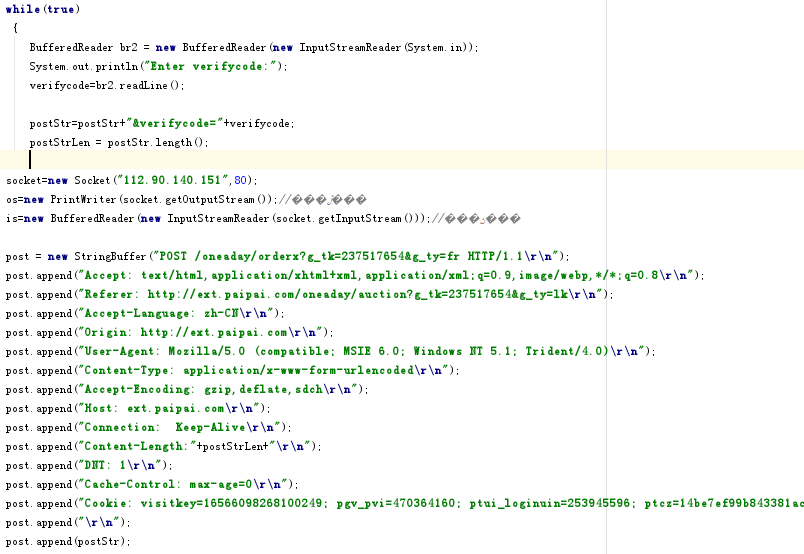 while(true)
{
BufferedReader br2 = new BufferedReader(new InputStreamReader(System.in));
System.out.println("Enter verifycode:");
verifycode=br2.readLine();
postStr=postStr+"&verifycode="+verifycode;
postStrLen = postStr.length();
socket=new Socket("112.90.140.151",80);
os=new PrintWriter(socket.getOutputStream());//
is=new BufferedReader(new InputStreamReader(socket.getInputStream()));//
post = new StringBuffer("POST /oneday/orderx?g_tk=237517654&g_ty=fr HTTP/1.1\r\n");
post.append("Accept: text/html,application/xhtml+xml,application/xml;q=0.9,image/webp,*/*;q=0.8\r\n");
post.append("Referer: http://ext.paipai.com/oneday/auction?g_tk=237517654&g_ty=lk\r\n");
post.append("Accept-Language: zh-CN\r\n");
post.append("Origin: http://ext.paipai.com\r\n");
post.append("User-Agent: Mozilla/5.0 (compatible; MSIE 6.0; Windows NT 5.1; Trident/4.0)\r\n");
post.append("Content-Type: application/x-www-form-urlencoded\r\n");
post.append("Accept-Encoding: gzip,deflate,sdch\r\n");
post.append("Host: ext.paipai.com\r\n");
post.append("Connection:  Keep-Alive\r\n");
post.append("Content-Length:"+postStrLen+"\r\n");
post.append("DNT: 1\r\n");
post.append("Cache-Control: max-age=0\r\n");
post.append("Cookie: visitkey=16566098268100249; pgv_pvi=470364160; ptui_loginuin=253945596; ptcz=14be7ef99b843381ac
post.append("\r\n");
post.append(postStr);